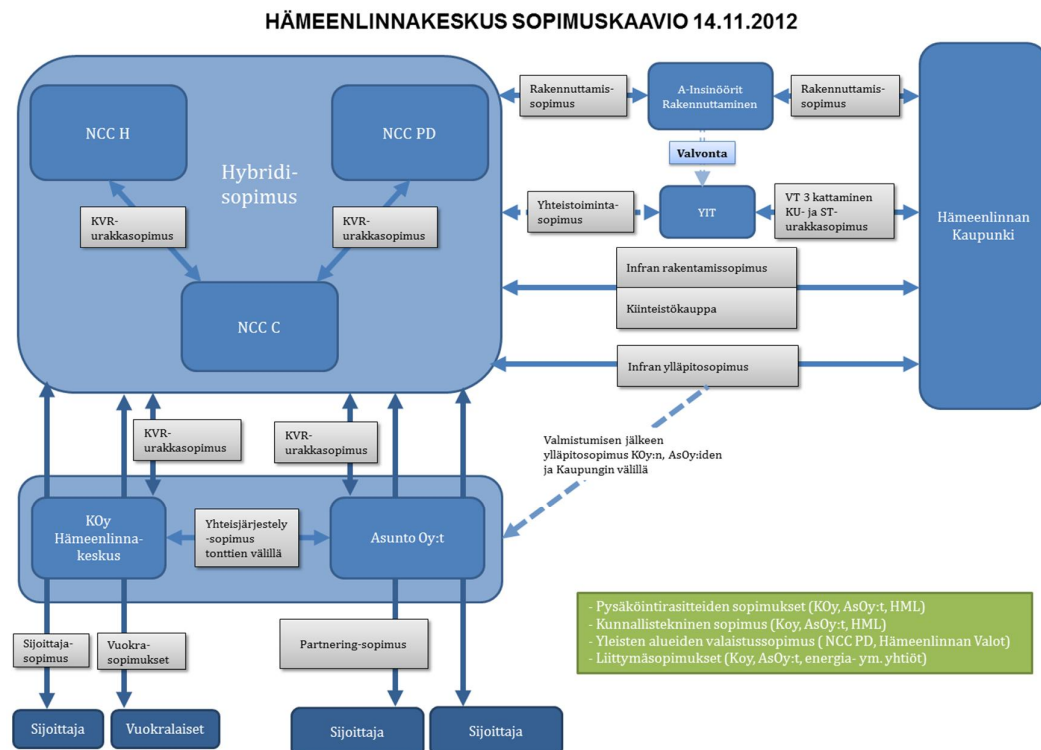 HÄMEENLINNAKESKUS SOPIMUSKAAVIO 14.11.2012
NCC H
NCC PD
Hybridi-
sopimus
KVR-
urakkasopimus
KVR-
urakkasopimus
NCC C
Rakennuttamis-
sopimus
A-Insinöörit
Rakennuttaminen
Rakennuttamis-
sopimus
Valvonta
Yhteistoiminta-
sopimus
YIT
VT 3 kattaminen
KU- ja ST-
urakkasopimus
Hämeenlinnan
Kaupunki
Infran rakentamissopimus
Kiinteistökauppa
Infran ylläpitosopimus
KVR-
urakkasopimus
KVR-
urakkasopimus
Valmistumisen jälkeen
ylläpitosopimus KOy:n, AsOy:iden
ja Kaupungin välillä
KOy
Hämeenlinna-
keskus
Yhteisjärjestely
-sopimus
tonttien välillä
Asunto Oy:t
Sijoittaja-
sopimus
Vuokra-
sopimukset
Partnering-sopimus
- Pysäköintirasitteiden sopimukset (KOy, AsOy:t, HML)
- Kunnallistekninen sopimus (Koy, AsOy:t, HML)
- Yleisten alueiden valaistussopimus ( NCC PD, Hämeenlinnan Valot)
- Liittymäsopimukset (Koy, AsOy:t, energia- ym. yhtiöt)
Sijoittaja
Vuokralaiset
Sijoittaja
Sijoittaja